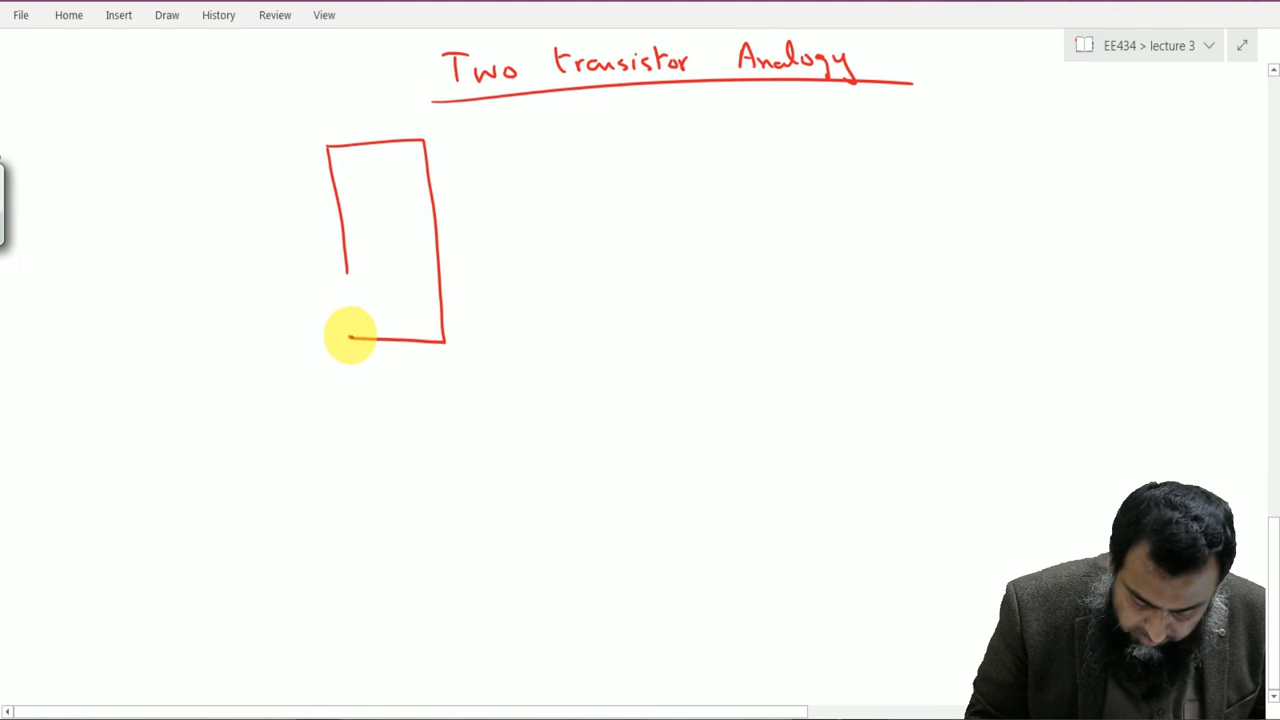 File Home Insert Draw History Review View
EE434 > lecture 3
Two transistor Analogy